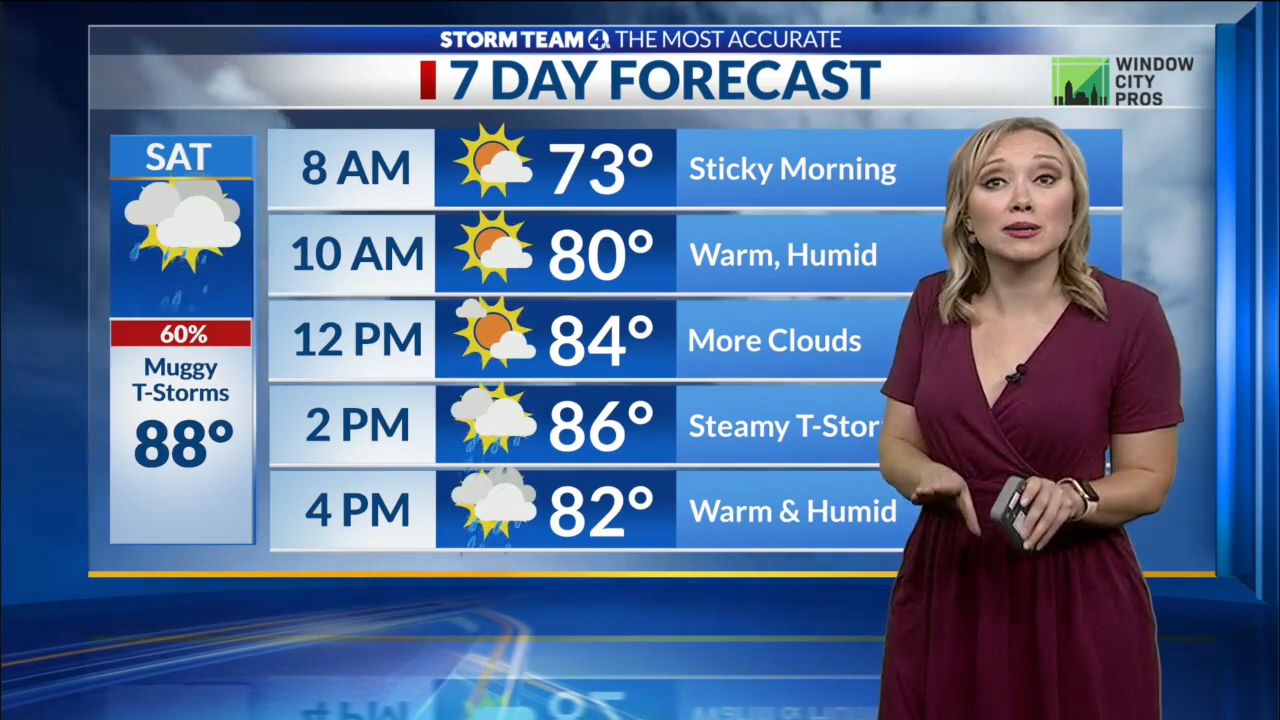 STORM TEAM 4 THE MOST ACCURATE
7 DAY FORECAST
WINDOW
CITY
PROS
SAT
60%
Muggy
T-Storms
88°
8 AM 73° Sticky Morning
10 AM 80° Warm, Humid
12 PM 84° More Clouds
2 PM 86° Steamy T-Stor
4 PM 82° Warm & Humid